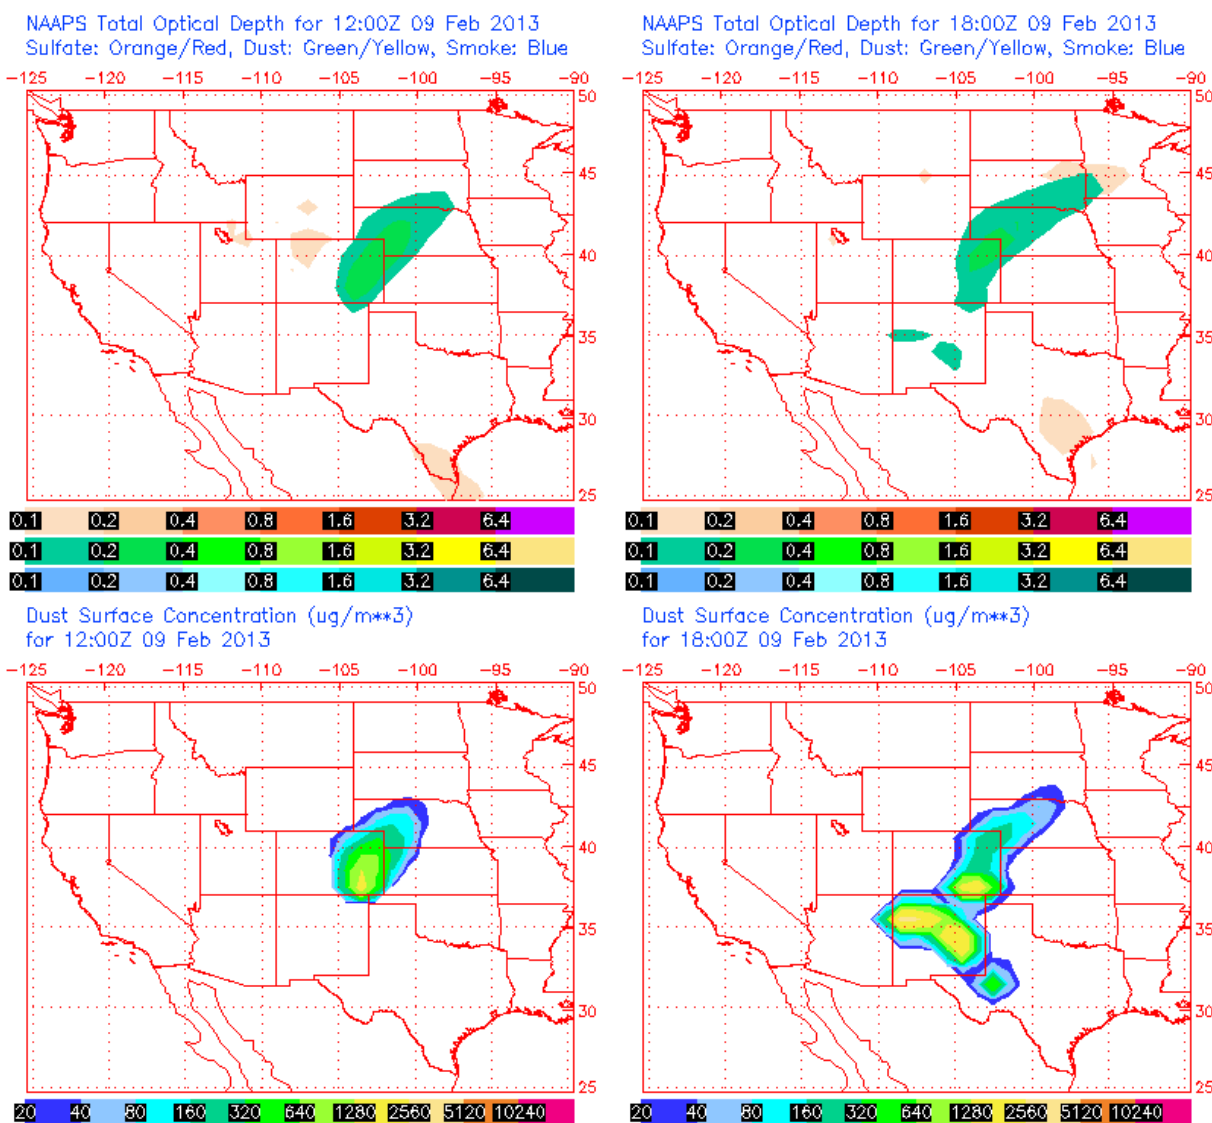 NAAPS Total Optical Depth for 12:00Z 09 Feb 2013
Sulfate: Orange/Red, Dust: Green/Yellow, Smoke: Blue
-125 -120 -115 -110 -105 -100 -95 -90
50
45
40
35
30
25
0.1 0.2 0.4 0.8 1.6 3.2 6.4
0.1 0.2 0.4 0.8 1.6 3.2 6.4
0.1 0.2 0.4 0.8 1.6 3.2 6.4
NAAPS Total Optical Depth for 18:00Z 09 Feb 2013
Sulfate: Orange/Red, Dust: Green/Yellow, Smoke: Blue
-125 -120 -115 -110 -105 -100 -95 -90
50
45
40
35
30
25
0.1 0.2 0.4 0.8 1.6 3.2 6.4
0.1 0.2 0.4 0.8 1.6 3.2 6.4
0.1 0.2 0.4 0.8 1.6 3.2 6.4
Dust Surface Concentration (ug/m**3)
for 12:00Z 09 Feb 2013
-125 -120 -115 -110 -105 -100 -95 -90
50
45
40
35
30
25
20 40 80 160 320 640 1280 2560 5120 10240
Dust Surface Concentration (ug/m**3)
for 18:00Z 09 Feb 2013
-125 -120 -115 -110 -105 -100 -95 -90
50
45
40
35
30
25
20 40 80 160 320 640 1280 2560 5120 10240